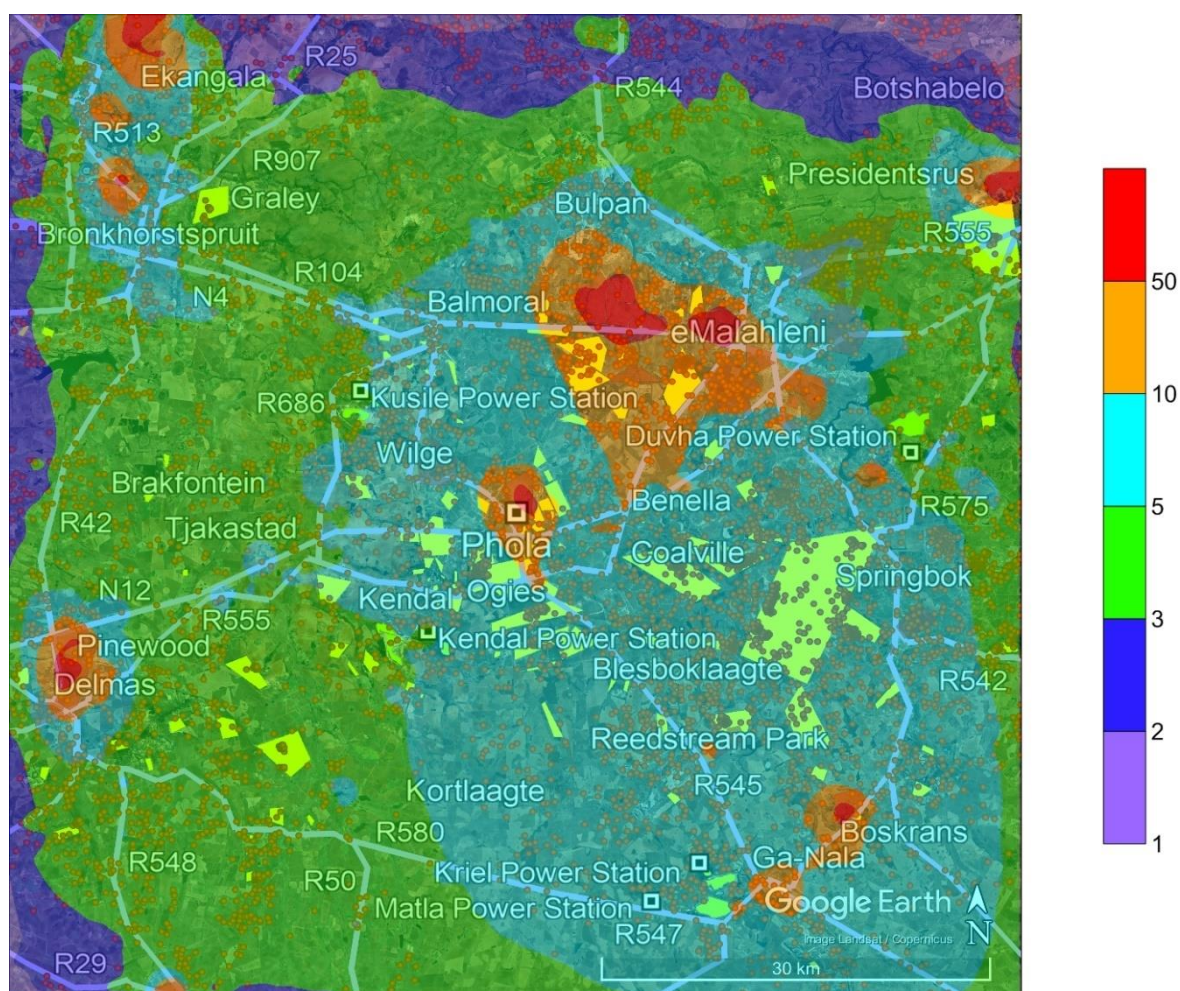 R25
Ekangala
R544
Botshabelo
R513
R907
Presidentsrus
Graley
Bulpan
Bronkhorstspruit
R555
R104
N4
Balmoral
eMalahleni
R686
Kusile Power Station
Duvha Power Station
Wilge
Brakfontein
Benella
R575
R42
Tjakastad
Phola
Coalville
Springbok
N12
Kendal
Ogies
R555
Pinewood
Kendal Power Station
Blesboklaagte
Delmas
R542
Reedstream Park
R545
Kortlaagte
R580
Boskrans
R548
Ga-Nala
R50
Kriel Power Station
Google Earth
Matla Power Station
R547
N
Image Landsat / Copernicus
R29
30 km
50
10
5
3
2
1